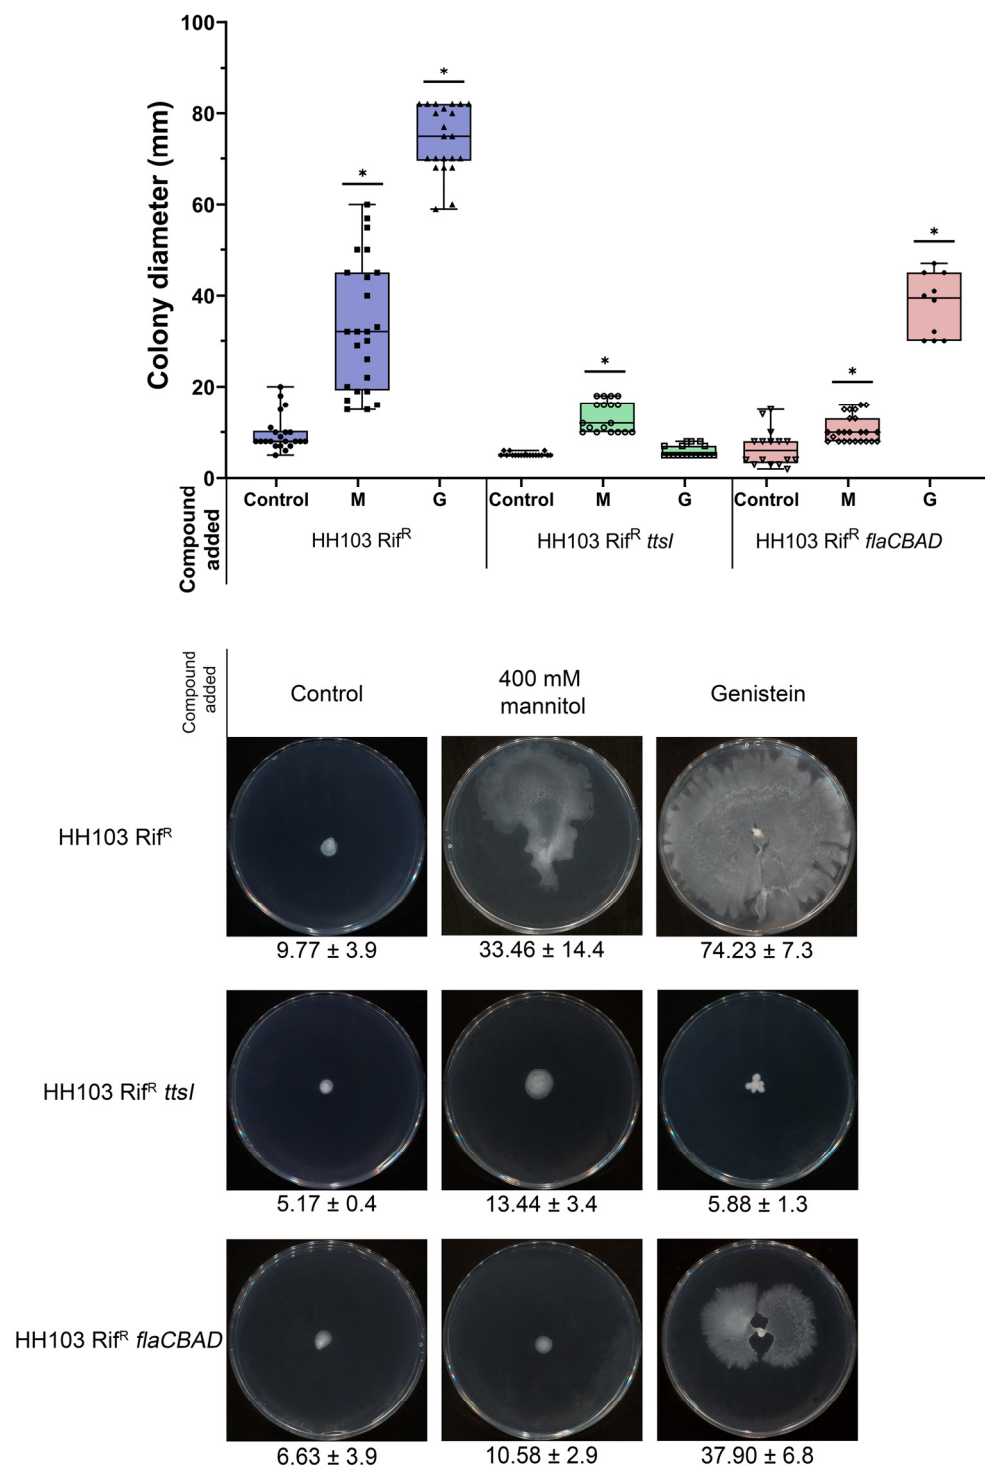 100
80
60
40
20
0
Colony diameter (mm)
* * * * * *
Control M G Control M G Control M G
Compound
added
HH103 Rifᴿ HH103 Rifᴿ ttsI HH103 Rifᴿ flaCBAD
Compound
added
Control
400 mM
mannitol
Genistein
HH103 Rifᴿ
9.77 ± 3.9 33.46 ± 14.4 74.23 ± 7.3
HH103 Rifᴿ ttsI
5.17 ± 0.4 13.44 ± 3.4 5.88 ± 1.3
HH103 Rifᴿ flaCBAD
6.63 ± 3.9 10.58 ± 2.9 37.90 ± 6.8